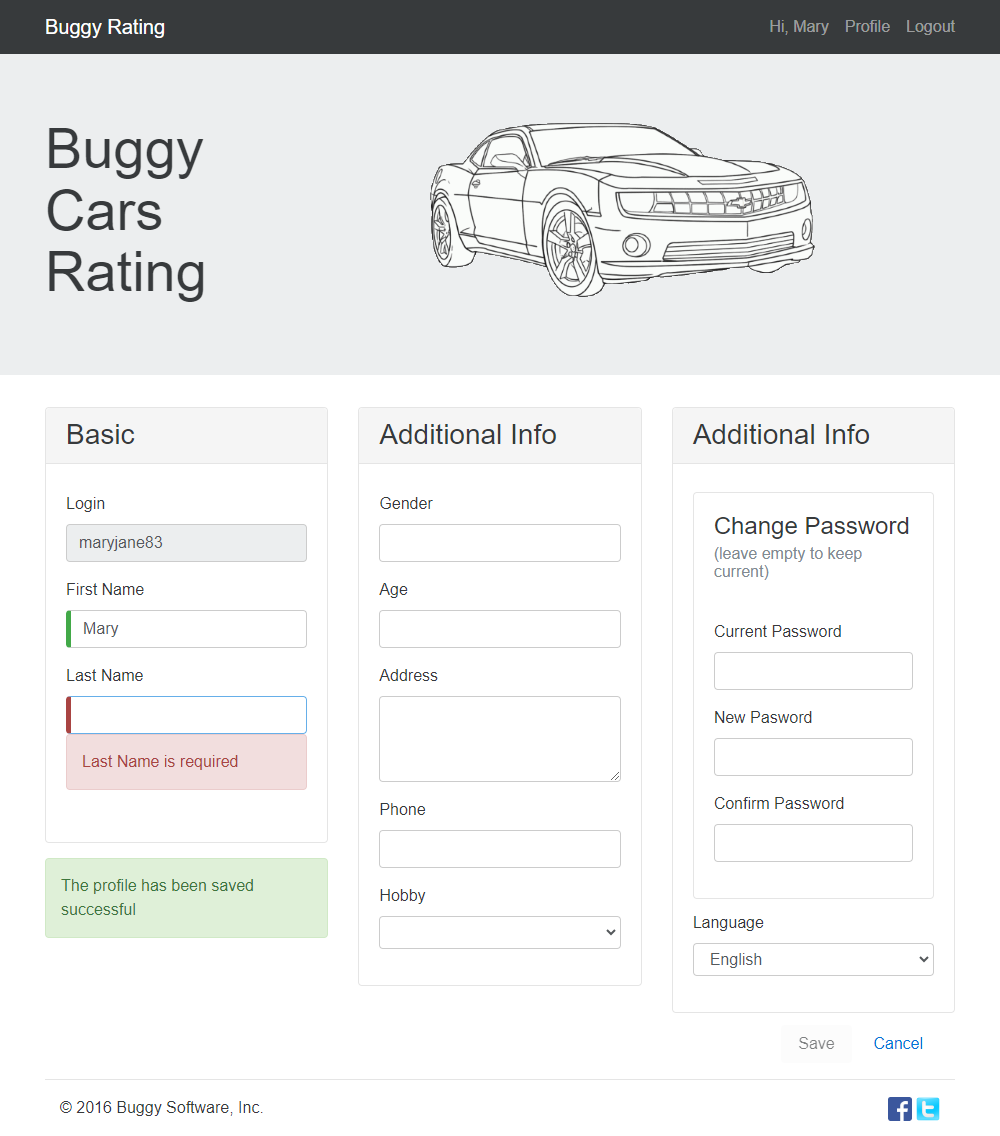 Buggy Rating
Hi, Mary Profile Logout
Buggy
Cars
Rating
Basic
Login
maryjane83
First Name
Mary
Last Name
Last Name is required
The profile has been saved
successful
Additional Info
Gender
Age
Address
Phone
Hobby
Additional Info
Change Password
(leave empty to keep
current)
Current Password
New Pasword
Confirm Password
Language
English
Save Cancel
© 2016 Buggy Software, Inc.